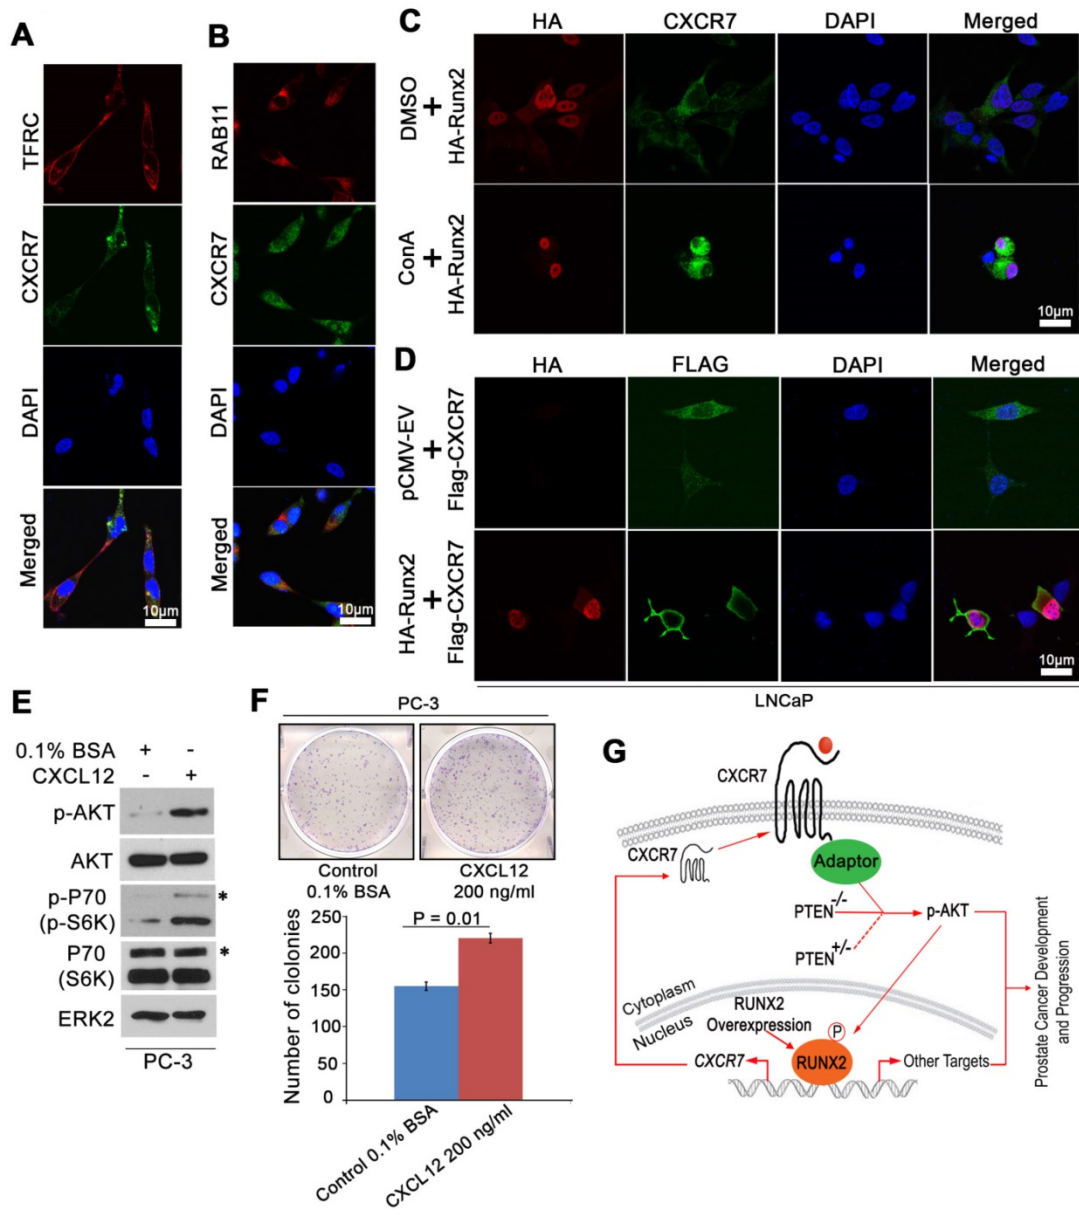 A
TFRC
CXCR7
DAPI
Merged
10μm
B
RAB11
CXCR7
DAPI
Merged
10μm
C
HA CXCR7 DAPI Merged
DMSO + HA-Runx2
ConA + HA-Runx2
10μm
D
HA FLAG DAPI Merged
pCMV-EV + Flag-CXCR7
HA-Runx2 + Flag-CXCR7
10μm
LNCaP
E
0.1% BSA + -
CXCL12 - +
p-AKT
AKT
p-P70 *
(p-S6K)
P70 *
(S6K)
ERK2
PC-3
F
PC-3
Control CXCL12
0.1% BSA 200 ng/ml
Number of clolonies
250
200
150
100
50
0
P = 0.01
Control 0.1% BSA
CXCL12 200 ng/ml
G
CXCR7
CXCR7
Adaptor
PTEN-/-
p-AKT
PTEN+/-
Cytoplasm
Nucleus
RUNX2
Overexpression
P
RUNX2
CXCR7
Other Targets
Prostate Cancer Development
and Progression